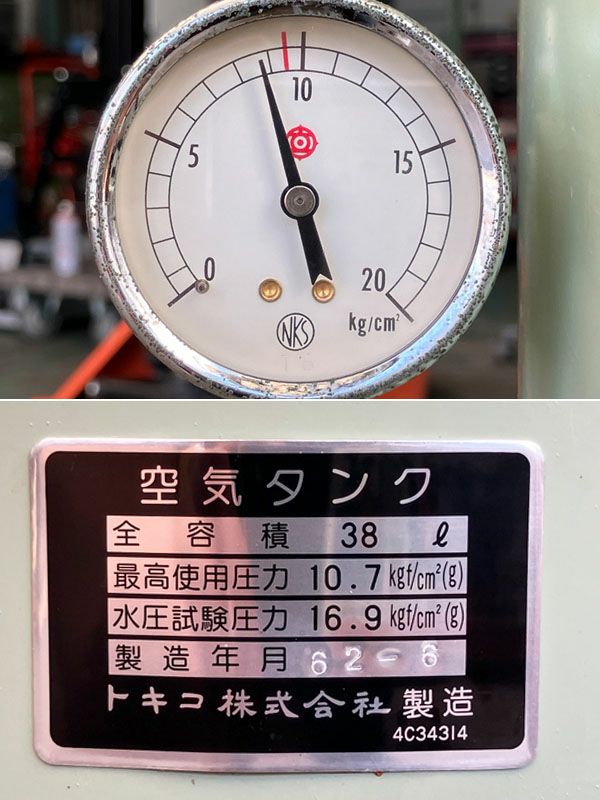 10
5
15
0
20
kg/cm²
NKS
空気タンク
全容積 38 ℓ
最高使用圧力 10.7 kgf/cm²(g)
水圧試験圧力 16.9 kgf/cm²(g)
製造年月 62-6
トキコ株式会社製造
4C34314